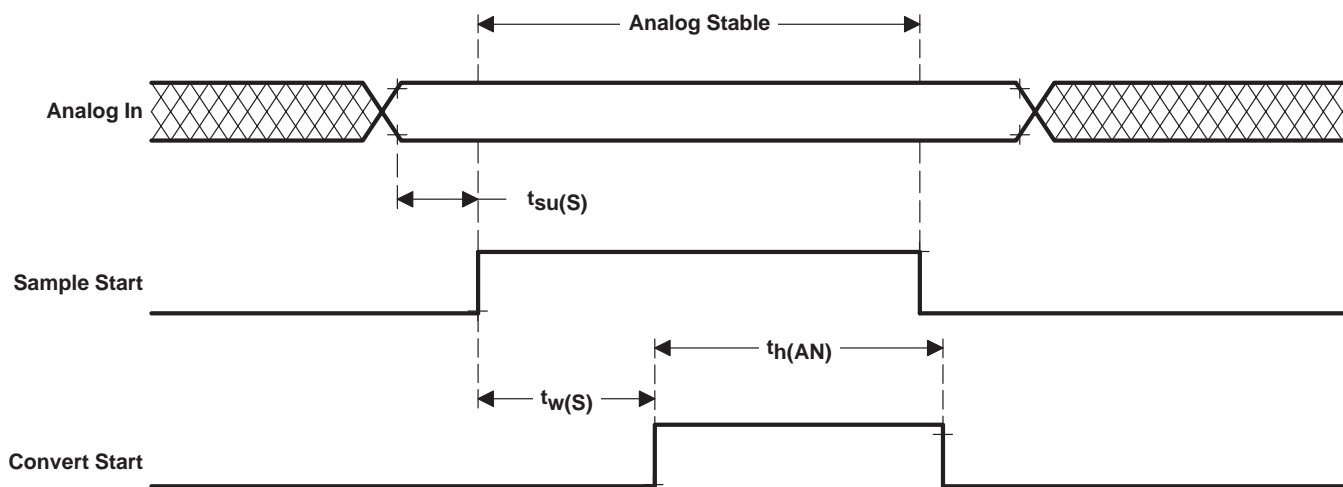 Analog Stable
Analog In
tsu(S)
Sample Start
th(AN)
tw(S)
Convert Start